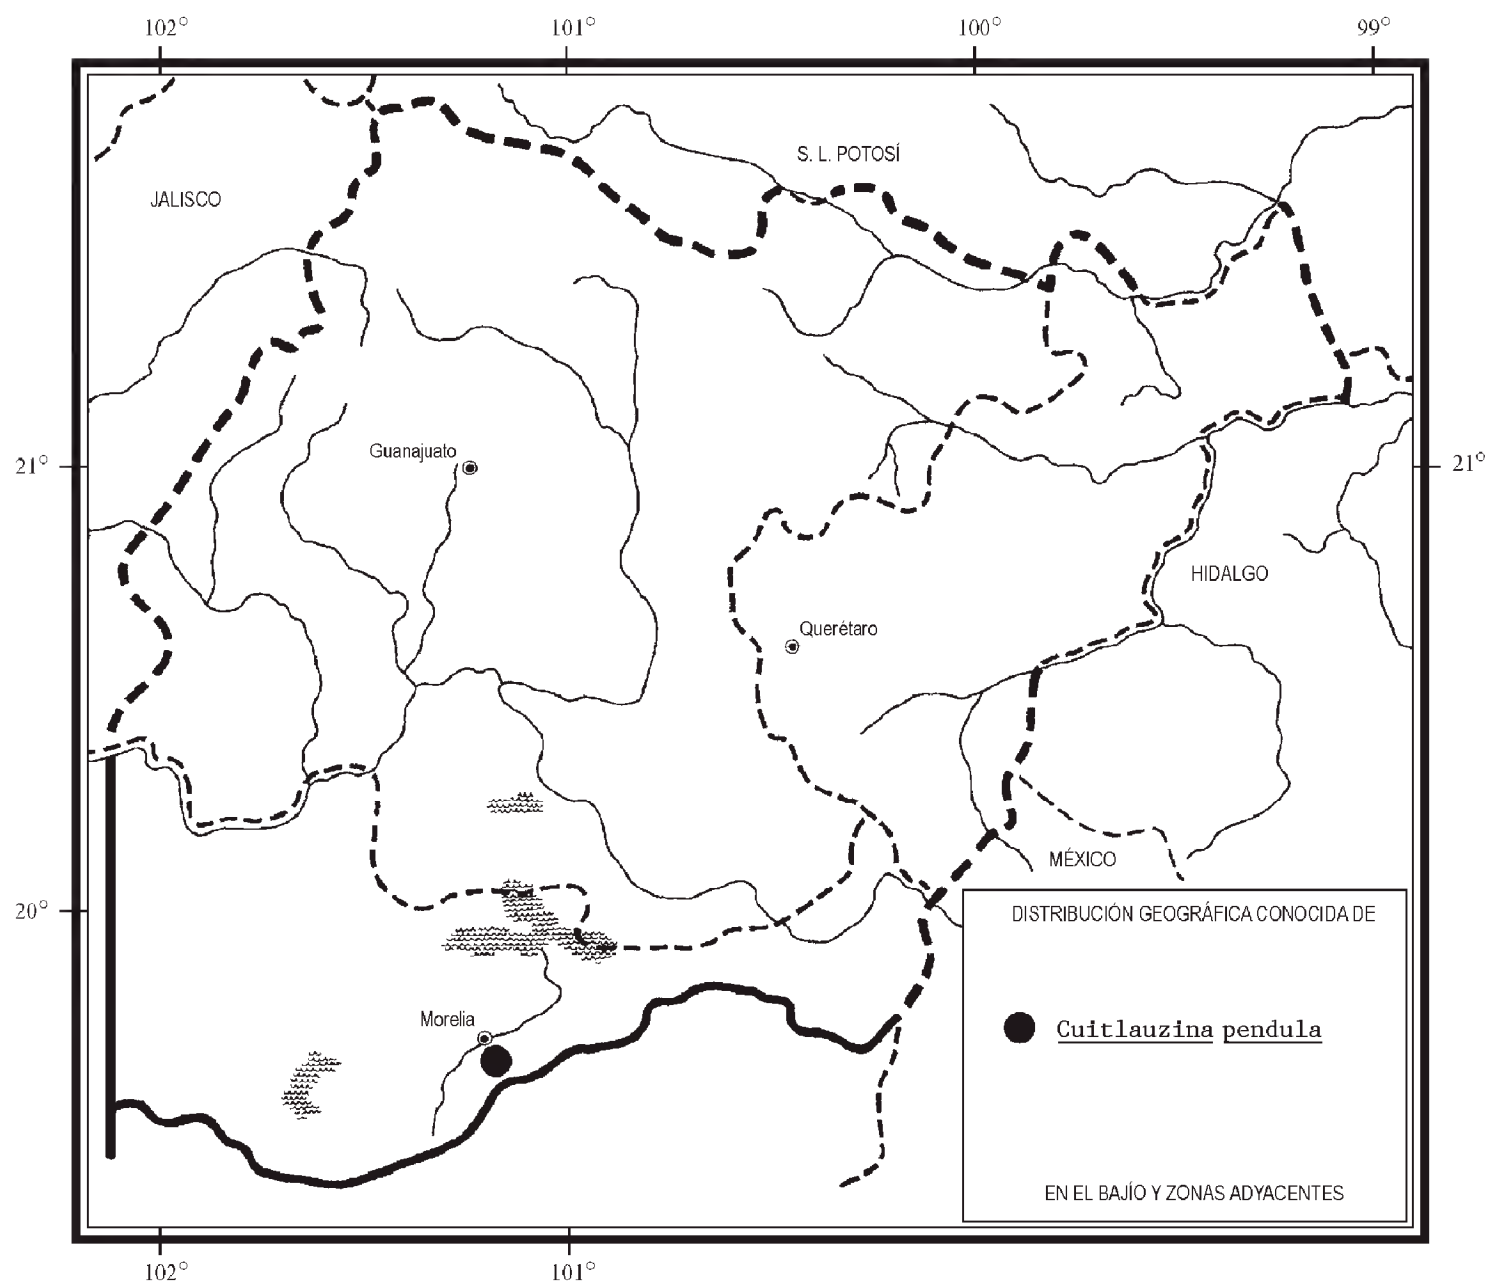 102° 101° 100° 99°
S. L. POTOSÍ
JALISCO
Guanajuato
21° 21°
HIDALGO
Querétaro
MÉXICO
20°
DISTRIBUCIÓN GEOGRÁFICA CONOCIDA DE
Morelia
Cuitlauzina pendula
EN EL BAJÍO Y ZONAS ADYACENTES
102° 101°